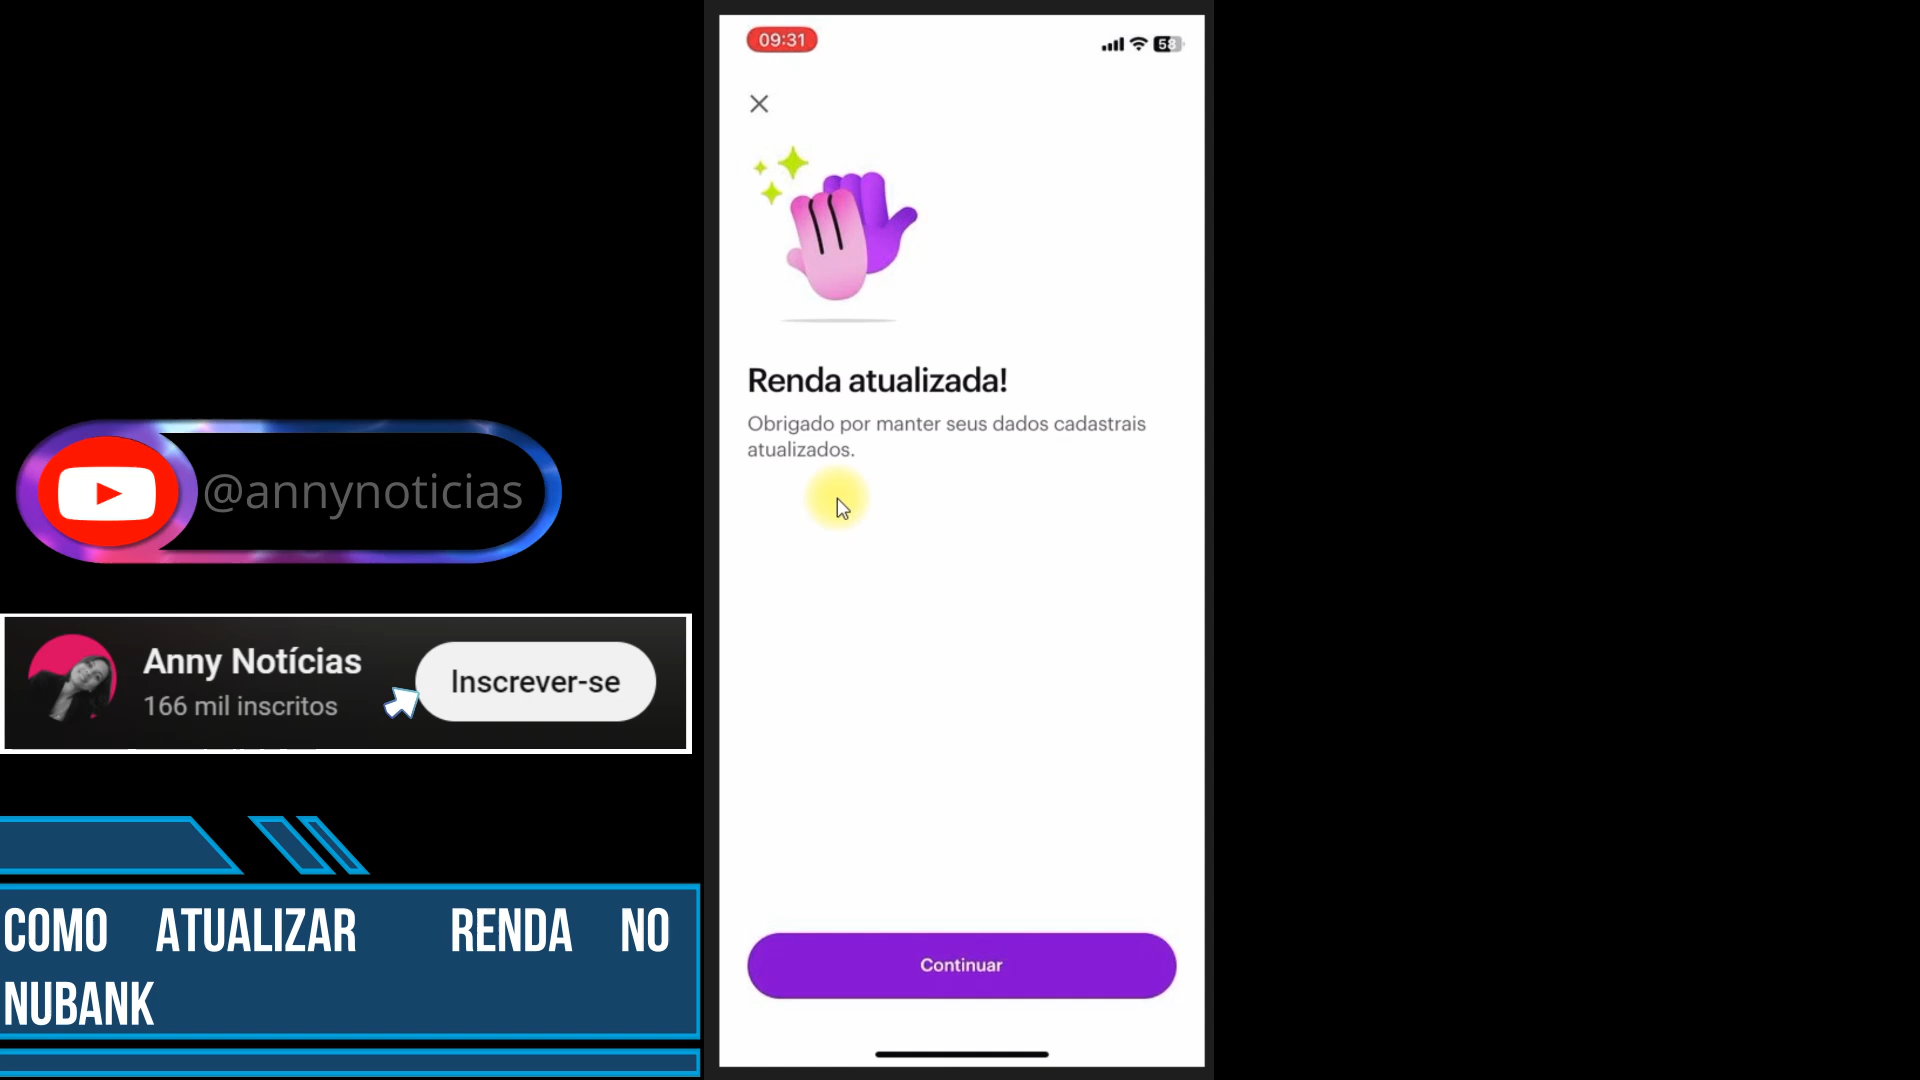 09:31
58
Renda atualizada!
Obrigado por manter seus dados cadastrais
atualizados.
Continuar
@annynoticias
Anny Notícias
166 mil inscritos
Inscrever-se
COMO ATUALIZAR RENDA NO
NUBANK